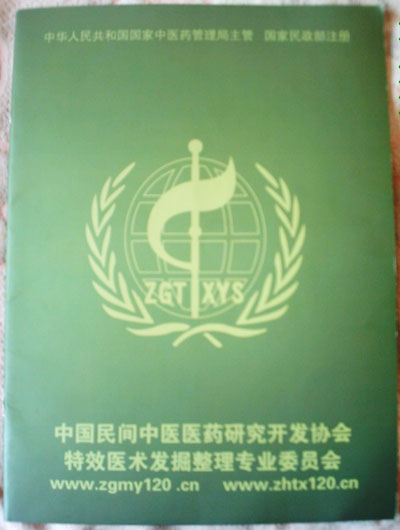 中华人民共和国国家中医药管理局主管 国家民政部注册
ZGTXYS
中国民间中医医药研究开发协会
特效医术发掘整理专业委员会
www.zgmy120.cn www.zhtx120.cn